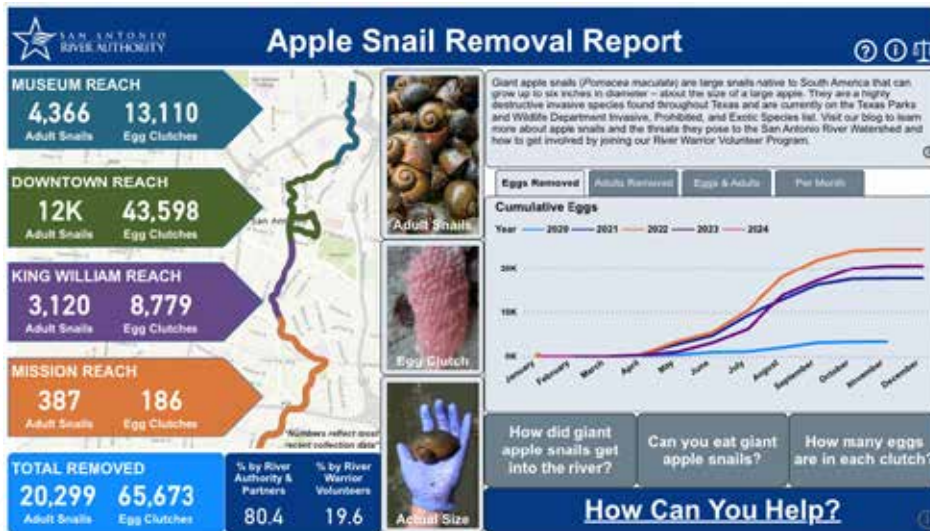 SAN ANTONIO
RIVER AUTHORITY
Apple Snail Removal Report
MUSEUM REACH
4,366 13,110
Adult Snails Egg Clutches
DOWNTOWN REACH
12K 43,598
Adult Snails Egg Clutches
KING WILLIAM REACH
3,120 8,779
Adult Snails Egg Clutches
MISSION REACH
387 186
Adult Snails Egg Clutches
TOTAL REMOVED
20,299 65,673
Adult Snails Egg Clutches
San An
*Numbers reflect most
recent collection data*
% by River
Authority &
Partners
80.4
% by River
Warrior
Volunteers
19.6
Adult Snails
Egg Clutch
Actual Size
Giant apple snails (Pomacea maculata) are large snails native to South America that can
grow up to six inches in diameter – about the size of a large apple. They are a highly
destructive invasive species found throughout Texas and are currently on the Texas Parks
and Wildlife Department Invasive, Prohibited, and Exotic Species list. Visit our blog to learn
more about apple snails and the threats they pose to the San Antonio River Watershed and
how to get involved by joining our River Warrior Volunteer Program.
Eggs Removed Adults Removed Eggs & Adults Per Month
Cumulative Eggs
Year 2020 2021 2022 2023 2024
20K
10K
0K
January February March April May June July August September October November December
How did giant
apple snails get
into the river?
Can you eat giant
apple snails?
How many eggs
are in each clutch?
How Can You Help?